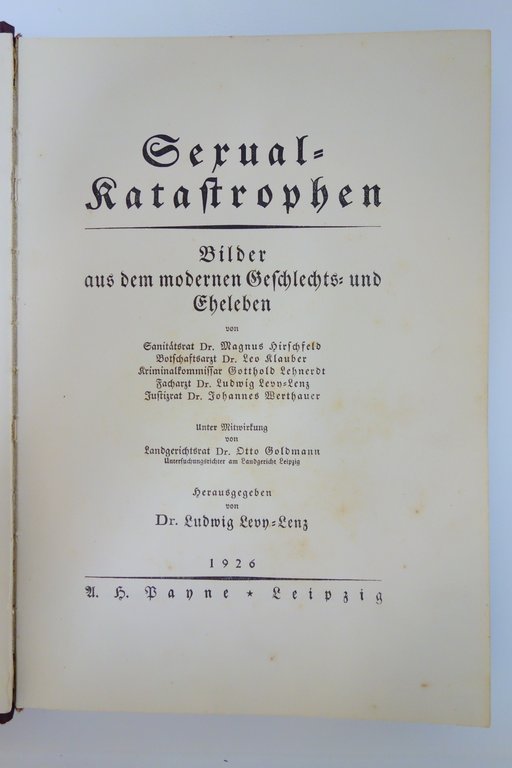 Sexual-
Katastrophen
Bilder
aus dem modernen Geschlechts- und
Eheleben
von
Sanitätsrat Dr. Magnus Hirschfeld
Botschaftsarzt Dr. Leo Klauber
Kriminalkommissar Gotthold Lehnerdt
Facharzt Dr. Ludwig Levy-Lenz
Justizrat Dr. Johannes Werthauer
Unter Mitwirkung
von
Landgerichtsrat Dr. Otto Goldmann
Untersuchungsrichter am Landgericht Leipzig
Herausgegeben
von
Dr. Ludwig Levy-Lenz
1926
A. H. Payne * Leipzig